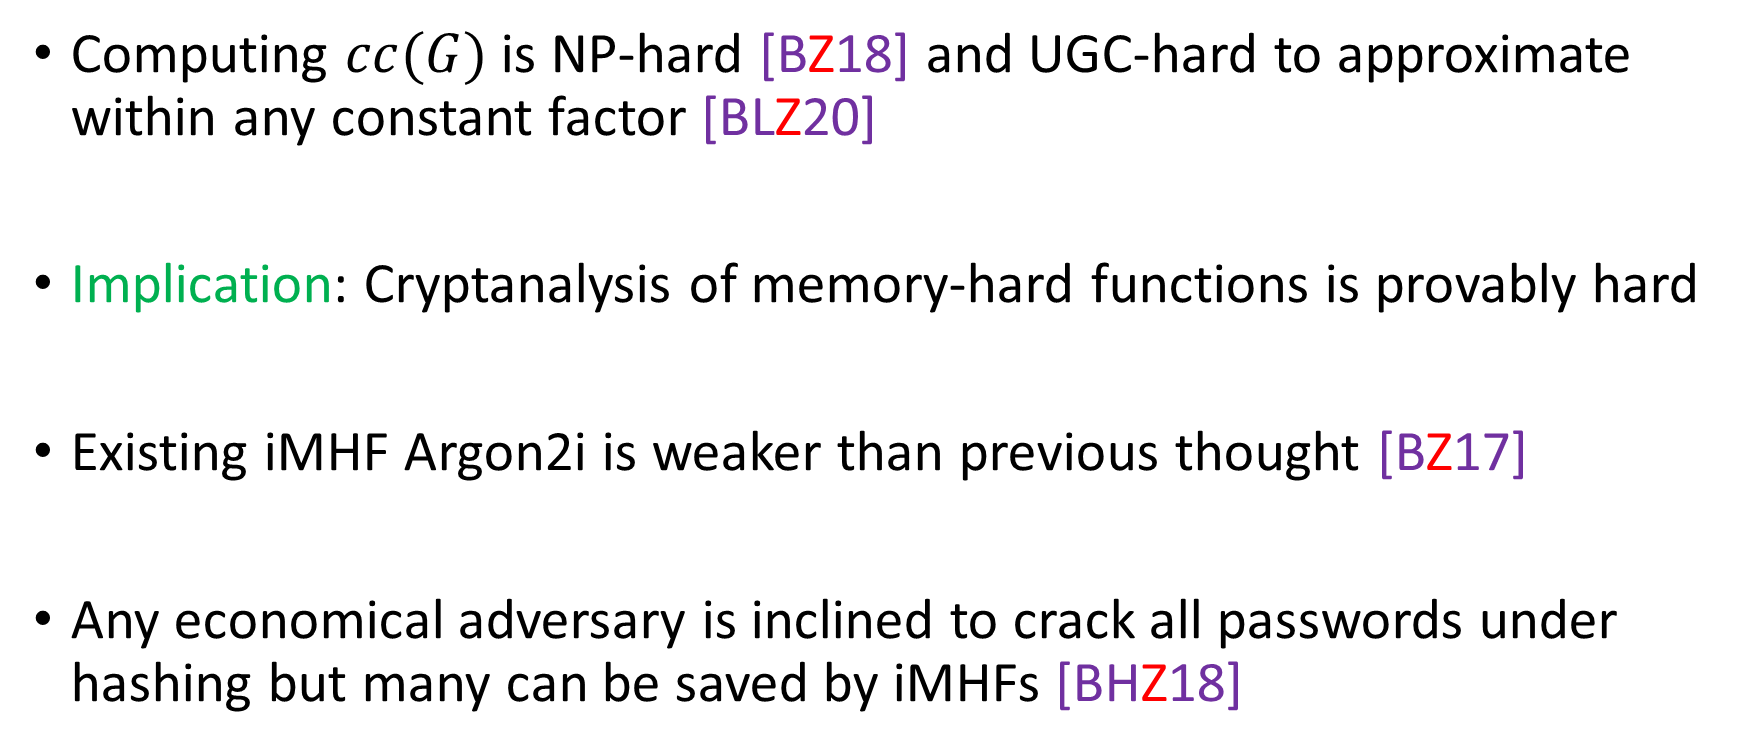 • Computing cc(G) is NP-hard [BZ18] and UGC-hard to approximate
within any constant factor [BLZ20]
• Implication: Cryptanalysis of memory-hard functions is provably hard
• Existing iMHF Argon2i is weaker than previous thought [BZ17]
• Any economical adversary is inclined to crack all passwords under
hashing but many can be saved by iMHFs [BHZ18]